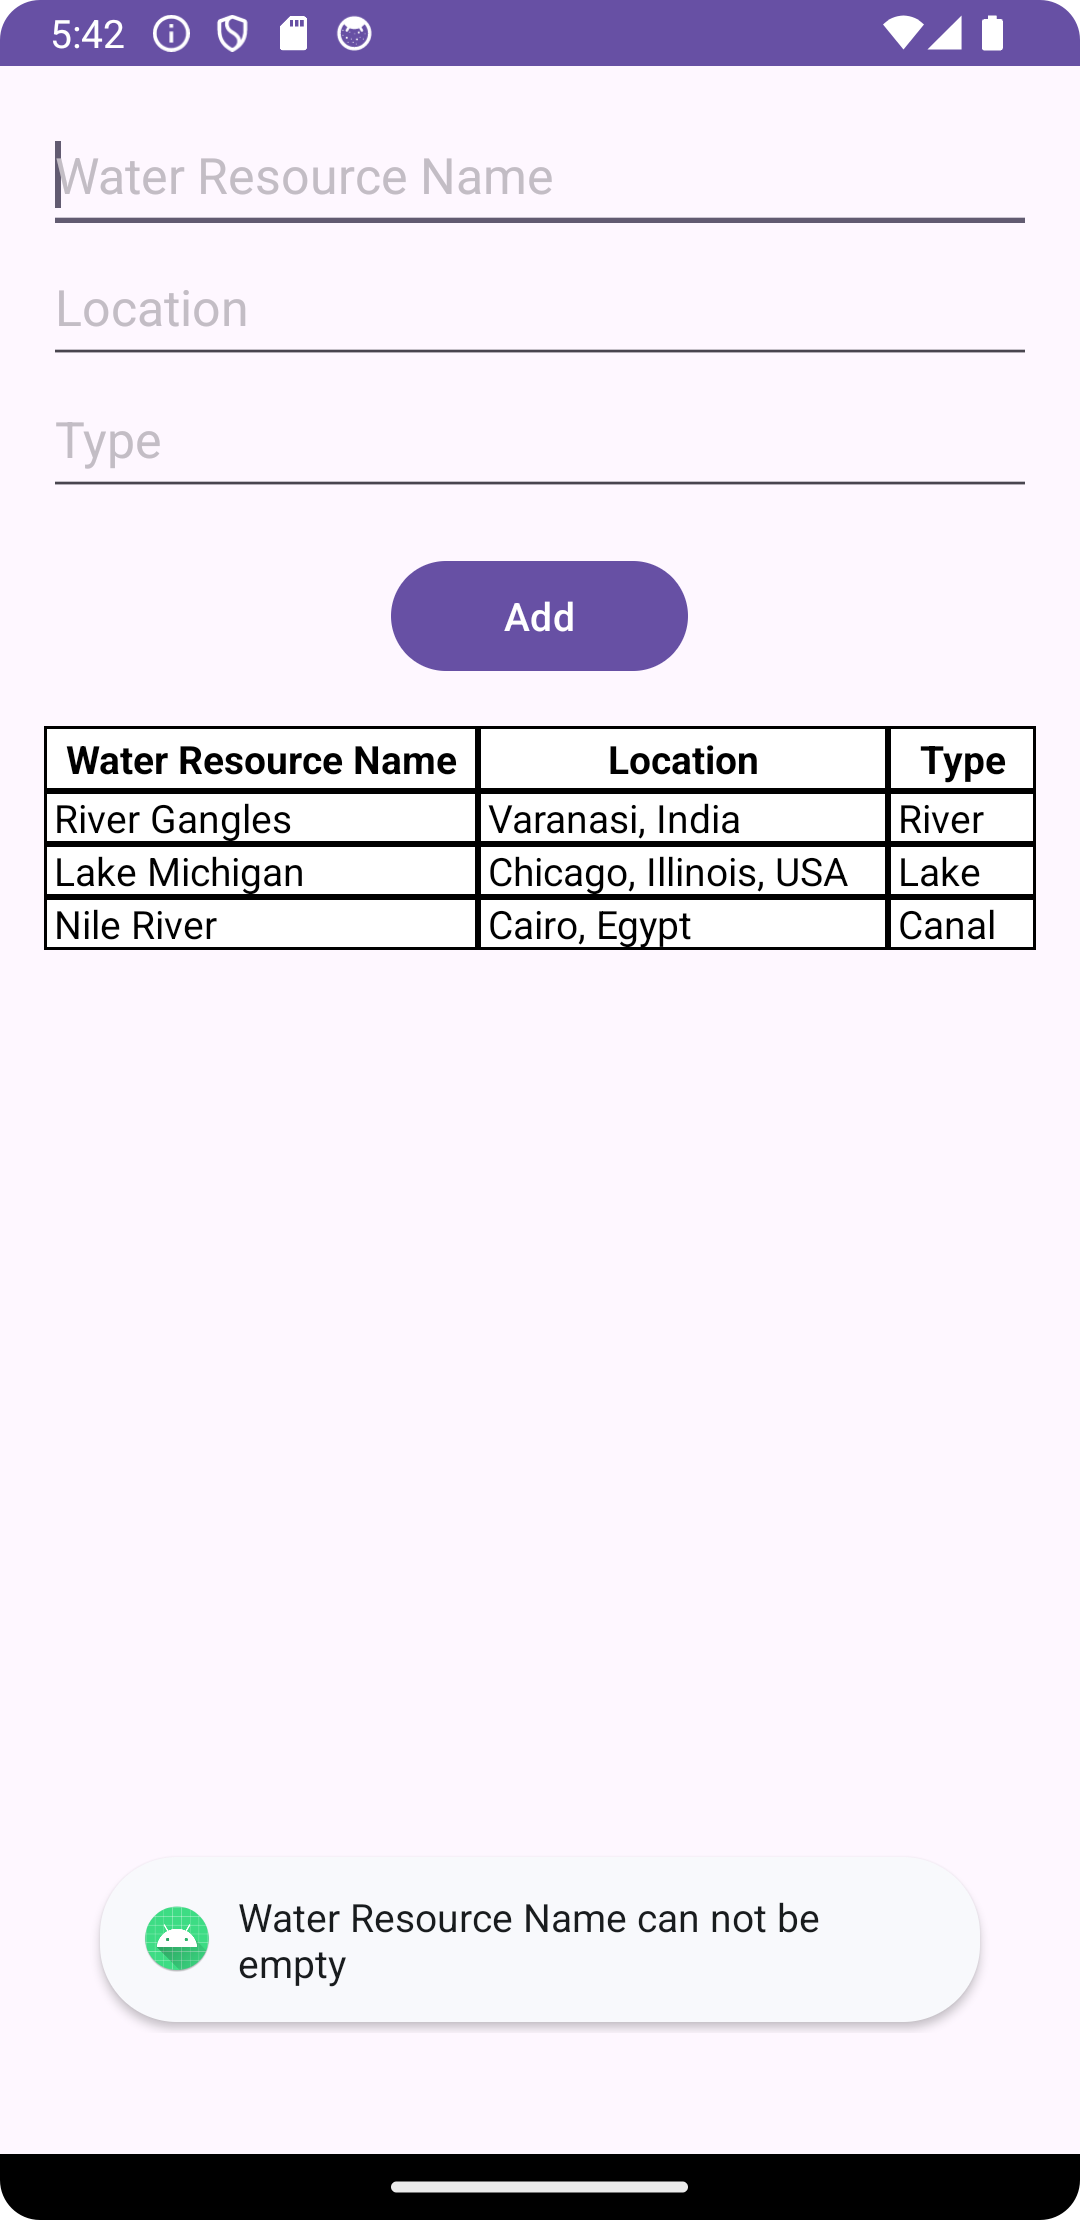 5:42
Water Resource Name
Location
Type
Add
Water Resource Name Location Type
River Gangles Varanasi, India River
Lake Michigan Chicago, Illinois, USA Lake
Nile River Cairo, Egypt Canal
Water Resource Name can not be
empty